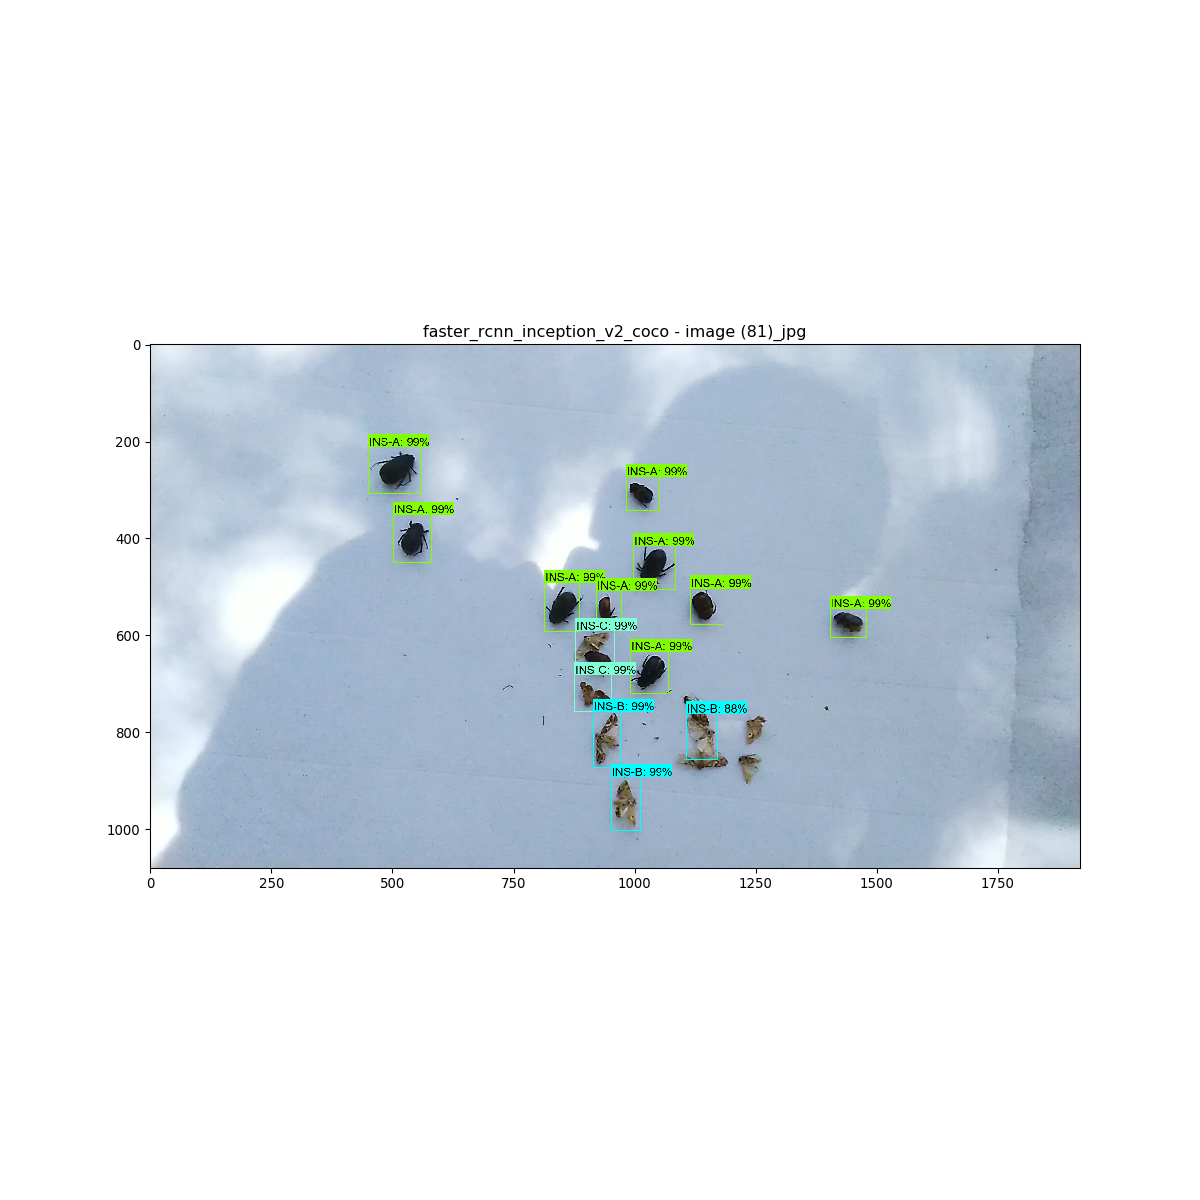 faster_rcnn_inception_v2_coco - image (81)_jpg
0
200
INS-A: 99%
INS-A: 99%
INS-A: 99%
400
INS-A: 99%
INS-A: 99%
INS-A: 99%
INS-A: 99%
INS-A: 99%
600
INS-C: 99%
INS-A: 99%
INS-C: 99%
INS-B: 99%
INS-B: 88%
800
INS-B: 99%
1000
0 250 500 750 1000 1250 1500 1750